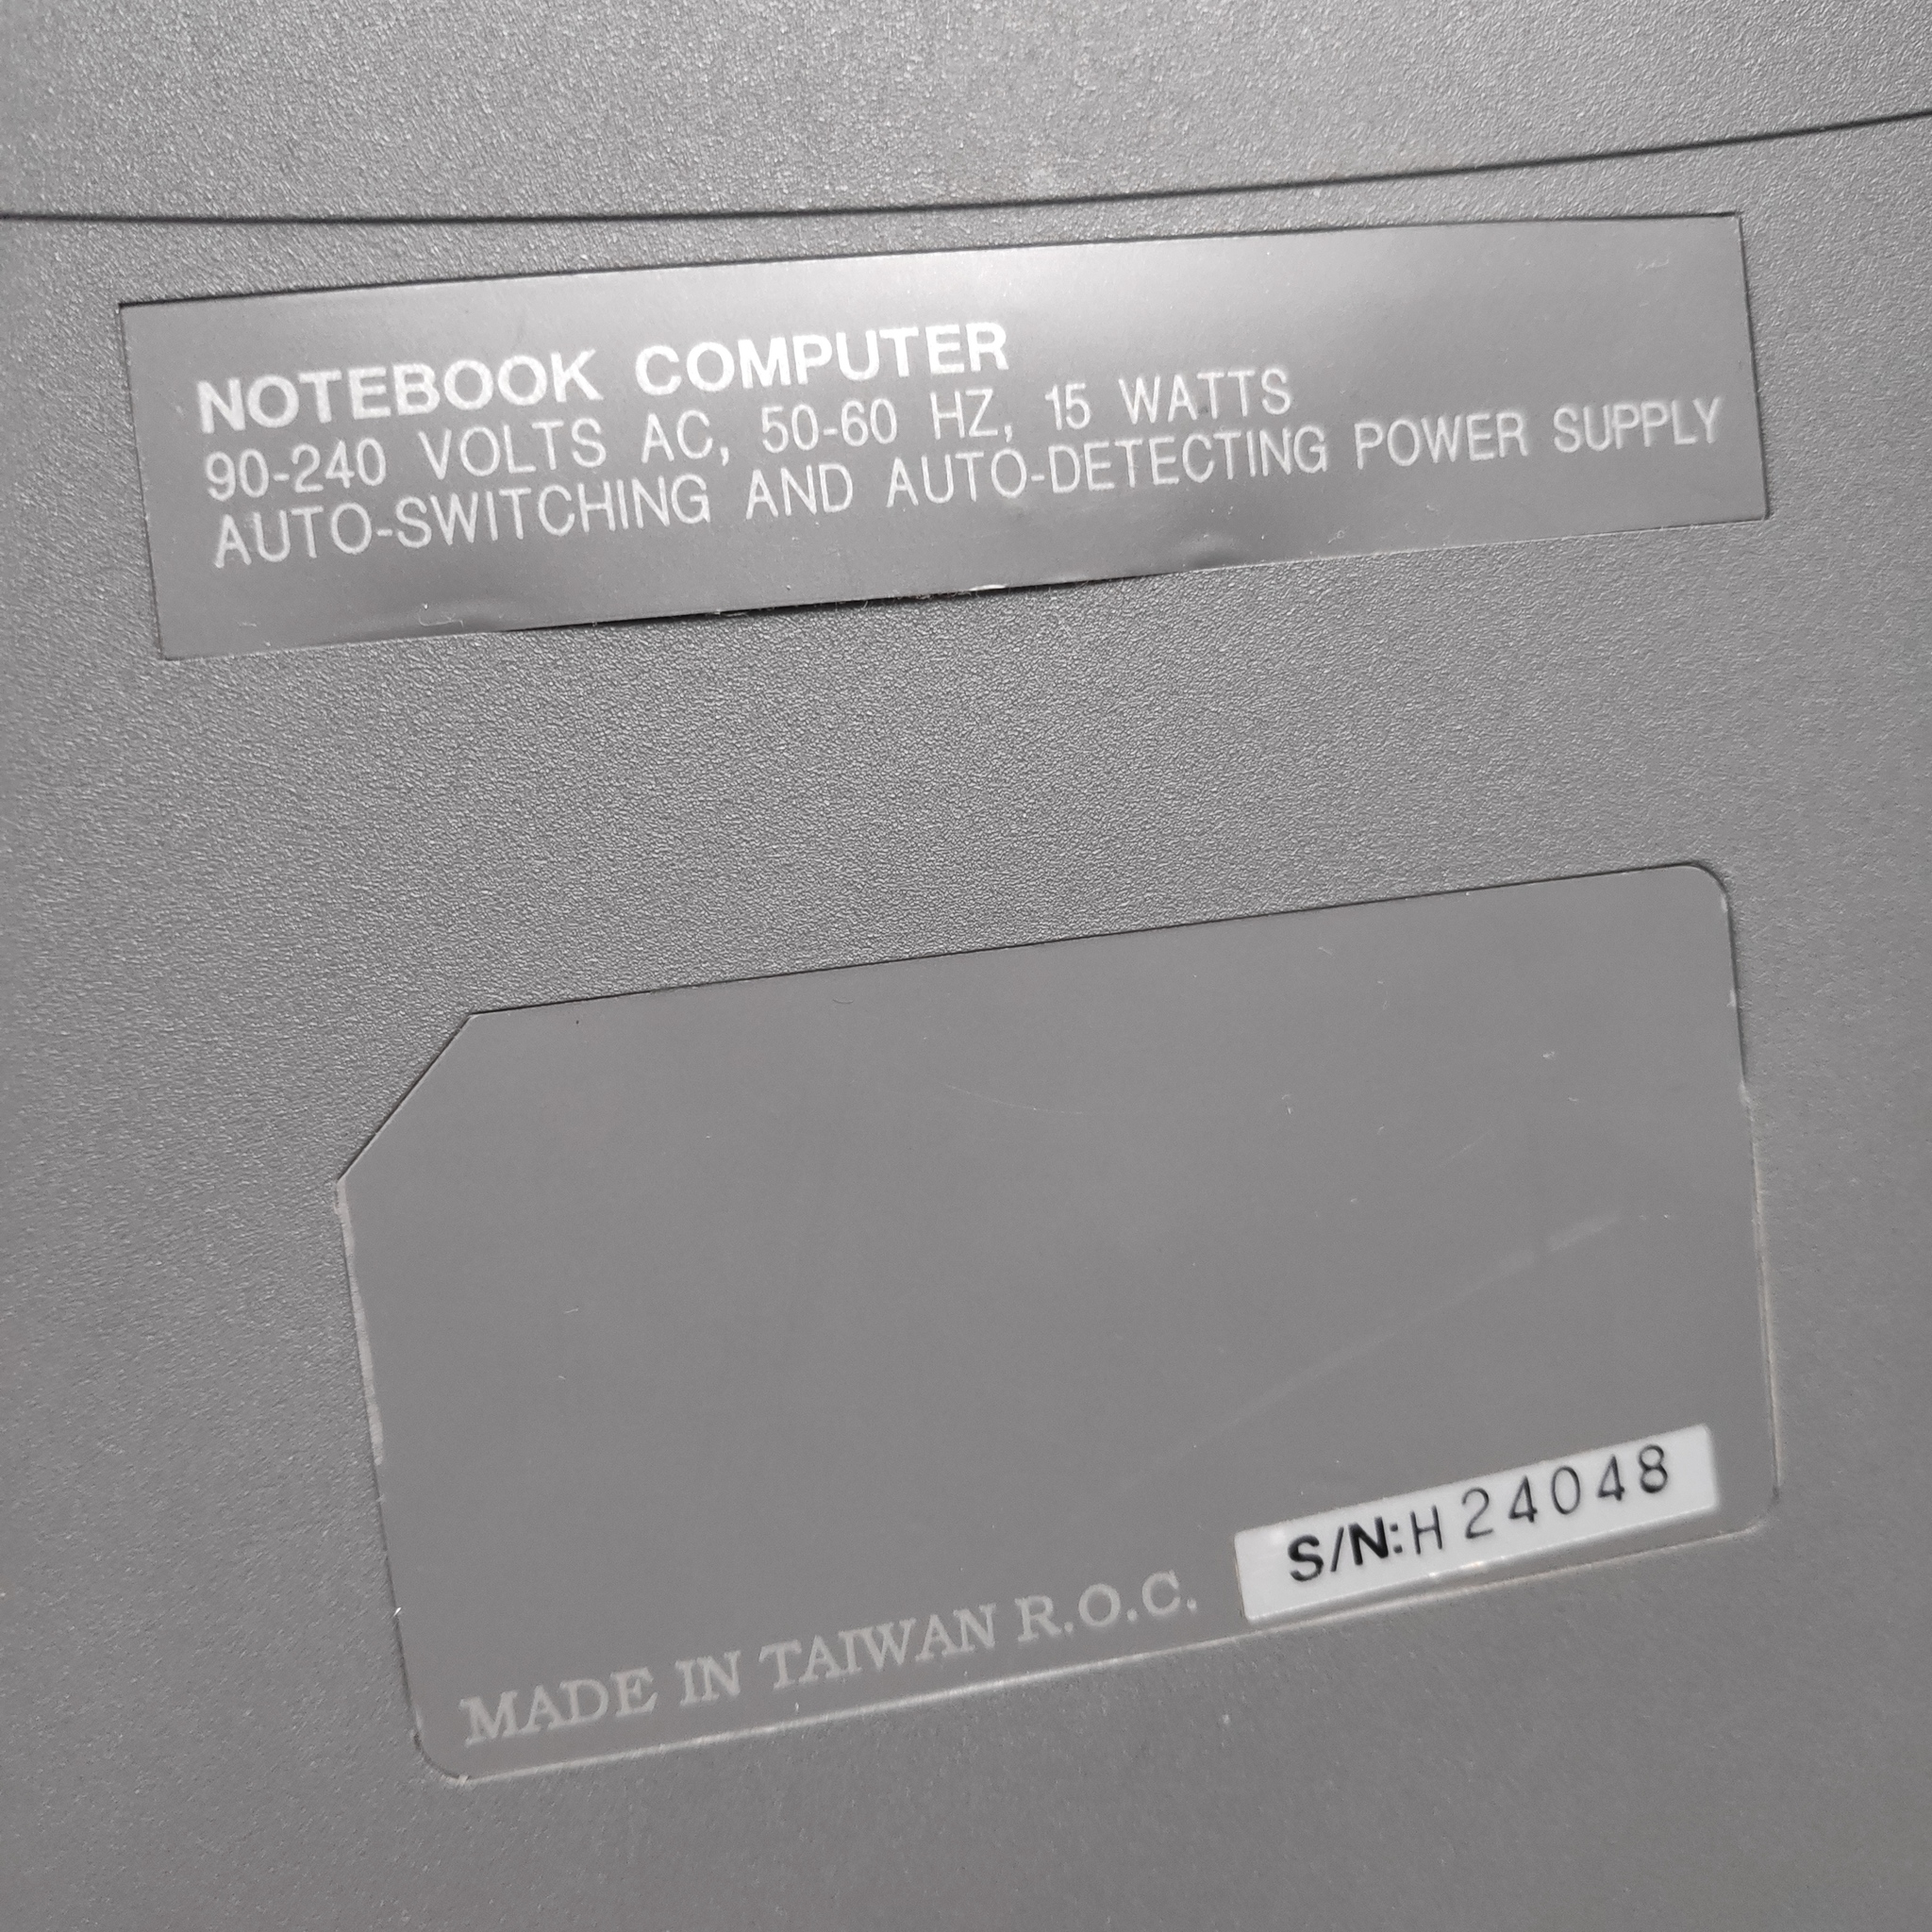 NOTEBOOK COMPUTER
90-240 VOLTS AC, 50-60 HZ, 15 WATTS
AUTO-SWITCHING AND AUTO-DETECTING POWER SUPPLY
MADE IN TAIWAN R.O.C.
S/N:H24048